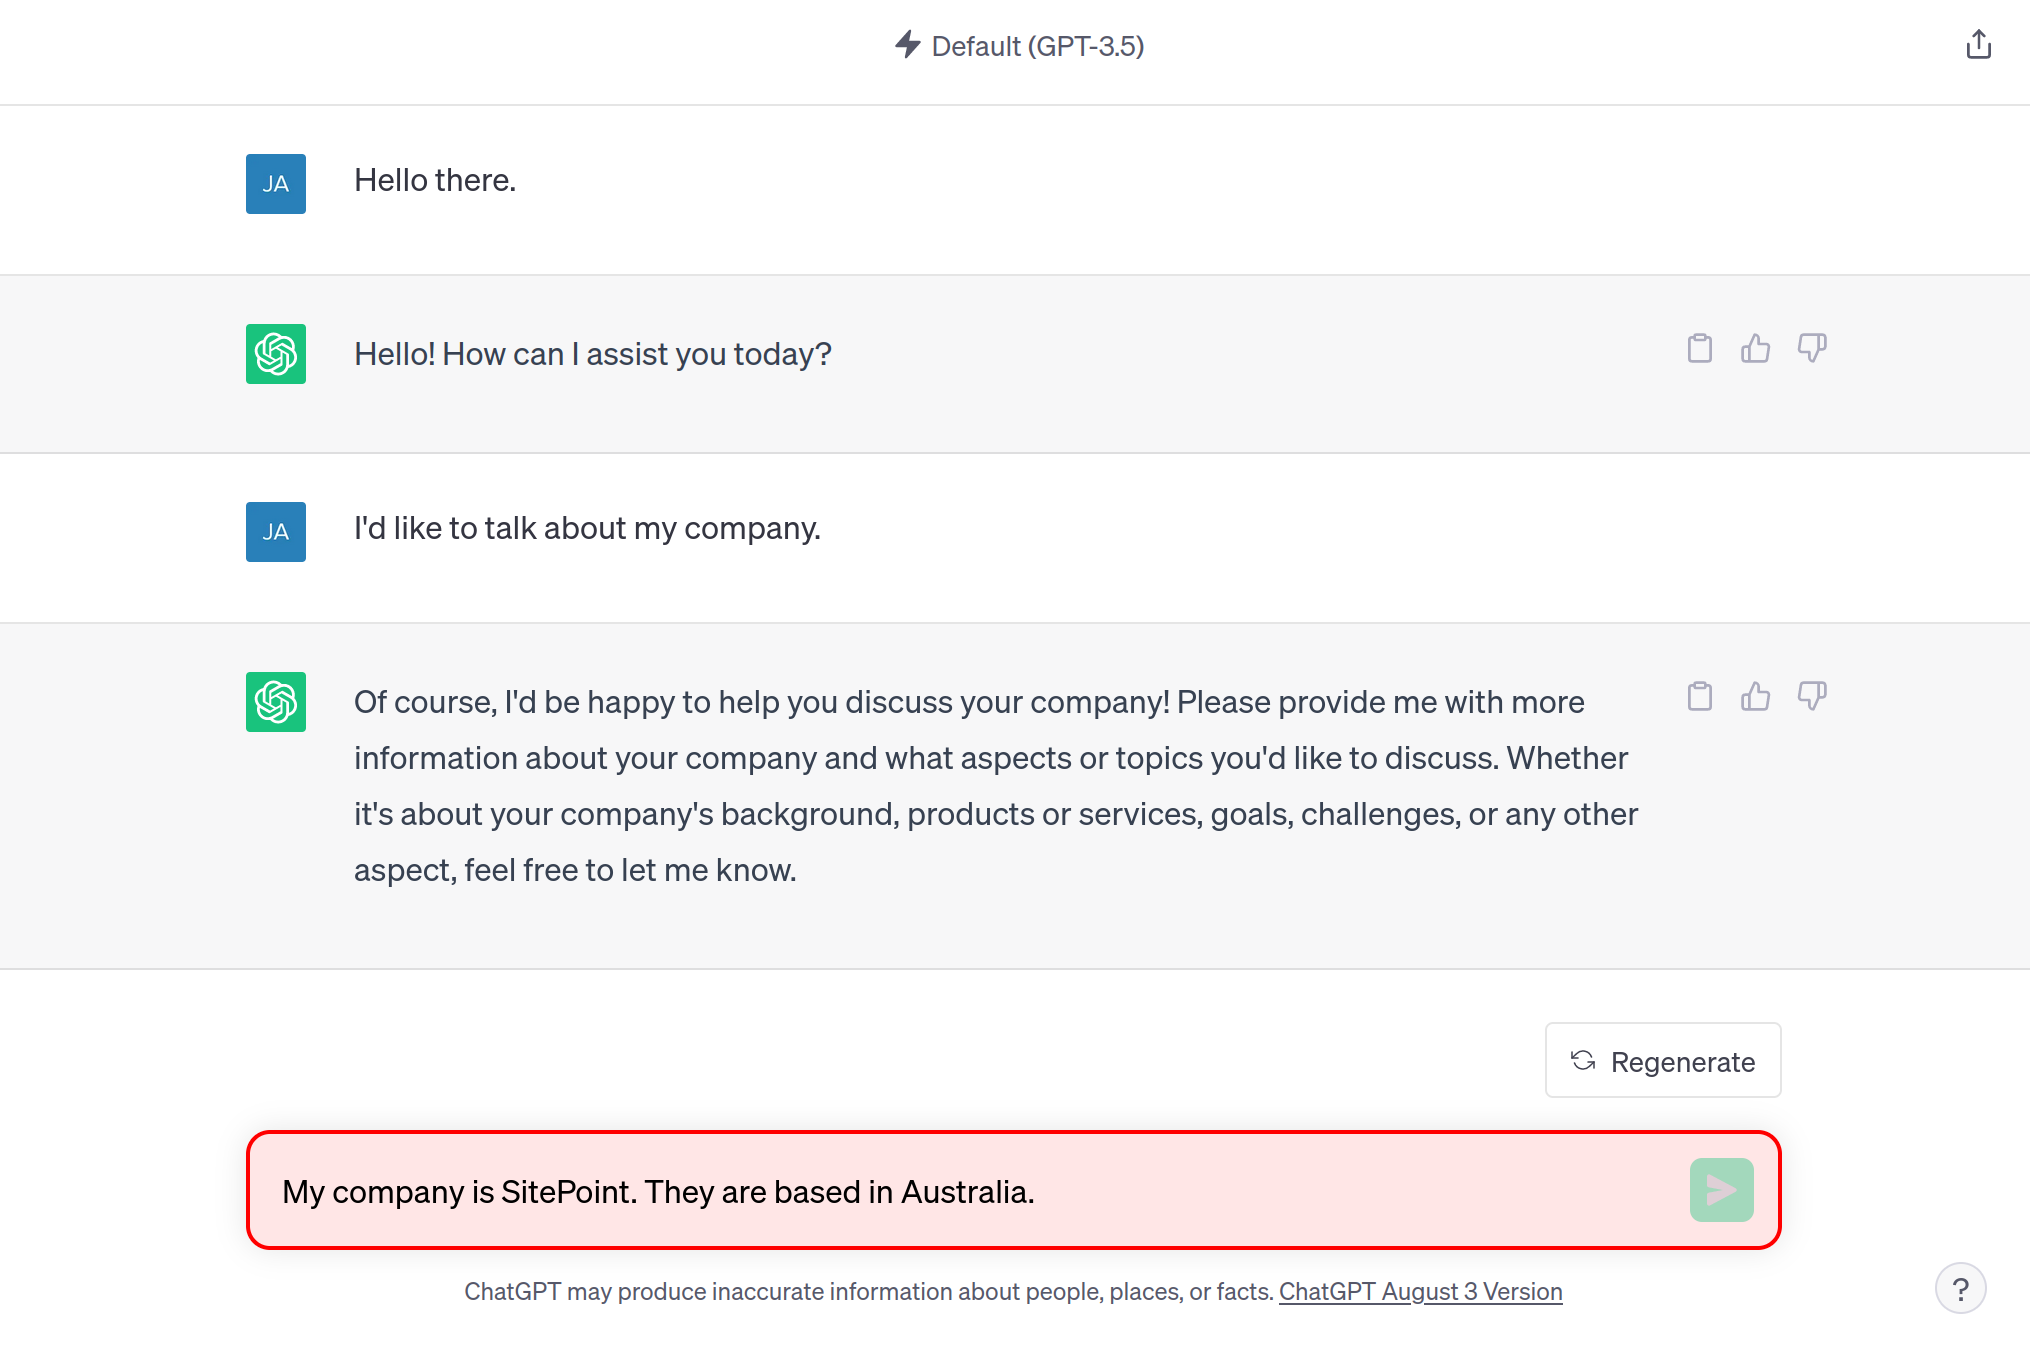 Default (GPT-3.5)
JA
Hello there.
Hello! How can I assist you today?
JA
I'd like to talk about my company.
Of course, I'd be happy to help you discuss your company! Please provide me with more
information about your company and what aspects or topics you'd like to discuss. Whether
it's about your company's background, products or services, goals, challenges, or any other
aspect, feel free to let me know.
Regenerate
My company is SitePoint. They are based in Australia.
ChatGPT may produce inaccurate information about people, places, or facts. ChatGPT August 3 Version
?